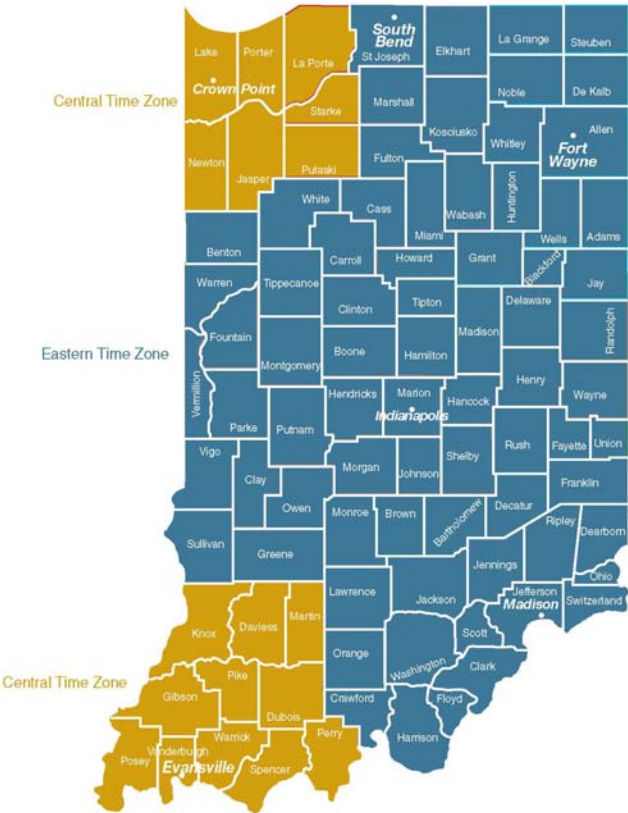 South
Bend
St Joseph
Elkhart
La Grange
Steuben
Lake
Porter
La Porte
Crown Point
Central Time Zone
Starke
Marshall
Noble
De Kalb
Kosciusko
Whitley
Allen
Fort
Wayne
Newton
Jasper
Pulaski
Fulton
White
Cass
Miami
Wabash
Huntington
Wells
Adams
Benton
Carroll
Howard
Grant
Blackford
Jay
Warren
Tippecanoe
Clinton
Tipton
Delaware
Randolph
Eastern Time Zone
Fountain
Montgomery
Boone
Hamilton
Madison
Henry
Wayne
Vermillion
Parke
Putnam
Hendricks
Marion
Indianapolis
Hancock
Rush
Fayette
Union
Vigo
Clay
Owen
Morgan
Johnson
Shelby
Franklin
Monroe
Brown
Bartholomew
Decatur
Ripley
Dearborn
Sullivan
Greene
Jennings
Ohio
Lawrence
Jackson
Jefferson
Madison
Switzerland
Knox
Daviess
Martin
Scott
Orange
Washington
Clark
Central Time Zone
Gibson
Pike
Dubois
Crawford
Floyd
Harrison
Perry
Posey
Vanderburgh
Warrick
Evansville
Spencer